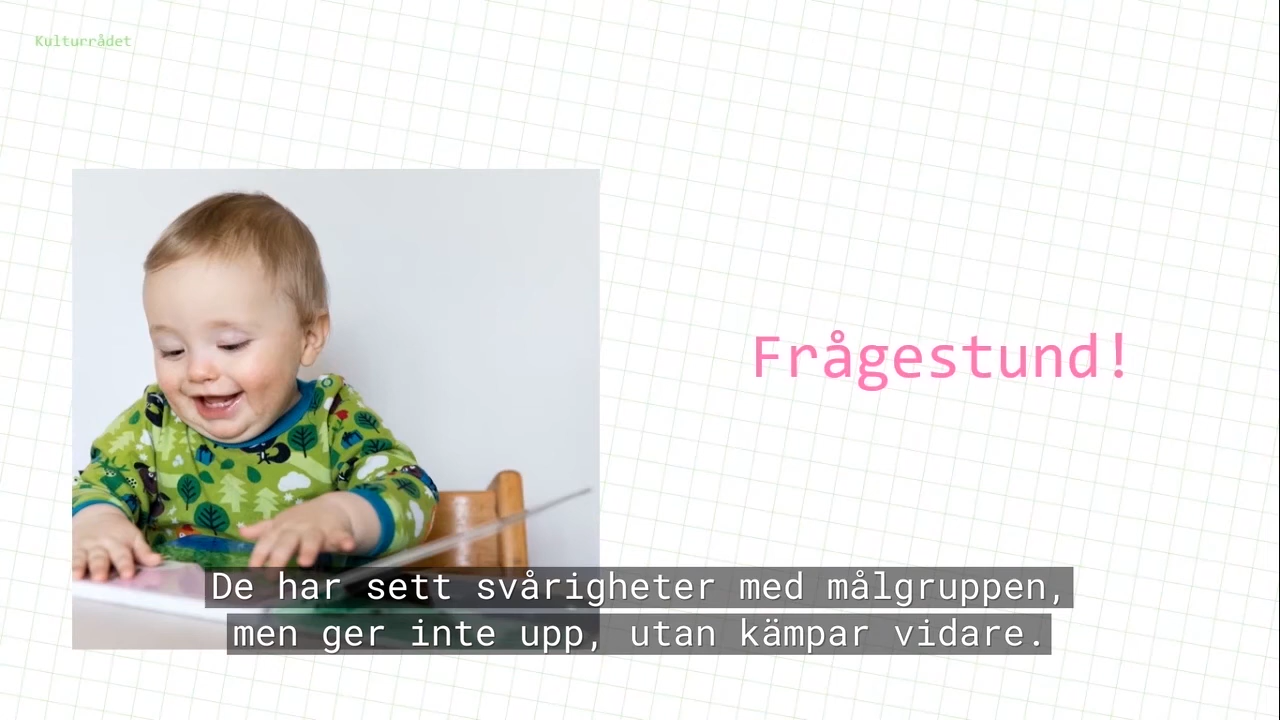 Kulturrådet
Frågestund!
De har sett svårigheter med målgruppen,
men ger inte upp, utan kämpar vidare.